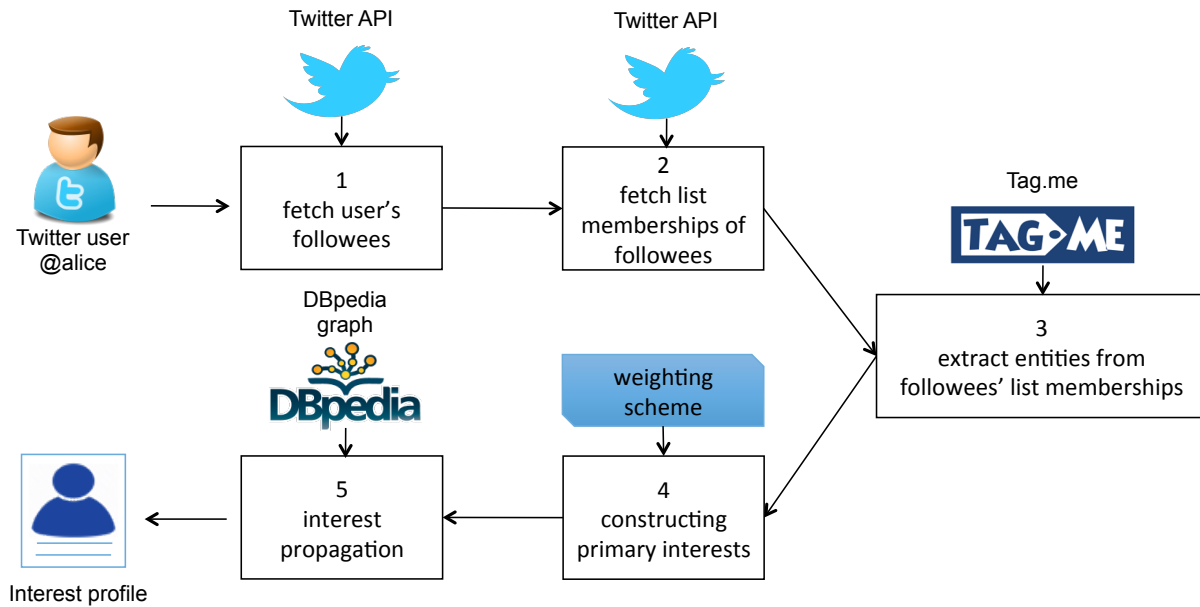 Twitter API
Twitter API
Twitter user
@alice
1
fetch user's
followees
2
fetch list
memberships of
followees
Tag.me
TAG ME
3
extract entities from
followees' list memberships
DBpedia
graph
DBpedia
weighting
scheme
4
constructing
primary interests
5
interest
propagation
Interest profile